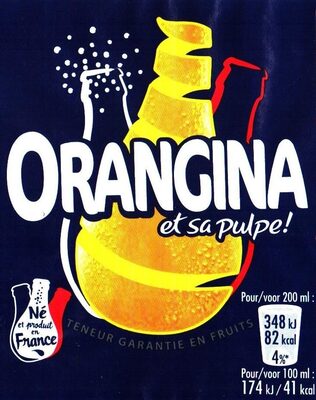 ORANGINA
et sa pulpe!
Né
et produit
en
France
TENEUR GARANTIE EN FRUITS
Pour/voor 200 ml :
348 kJ
82 kcal
4%*
Pour/voor 100 ml :
174 kJ / 41 kcal